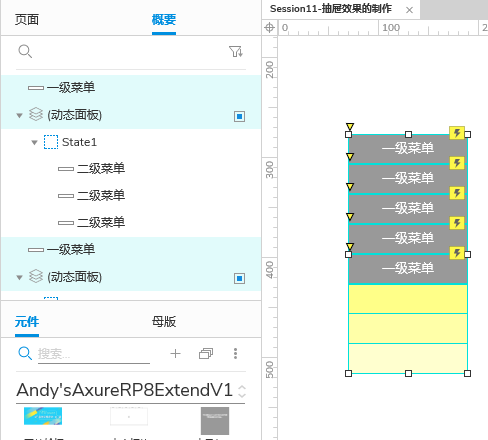 页面
概要
Session11-抽屉效果的制作
0
100
2
一级菜单
(动态面板)
State1
二级菜单
二级菜单
二级菜单
一级菜单
(动态面板)
200
300
400
500
一级菜单
一级菜单
一级菜单
一级菜单
一级菜单
元件
母版
搜索...
Andy'sAxureRP8ExtendV1